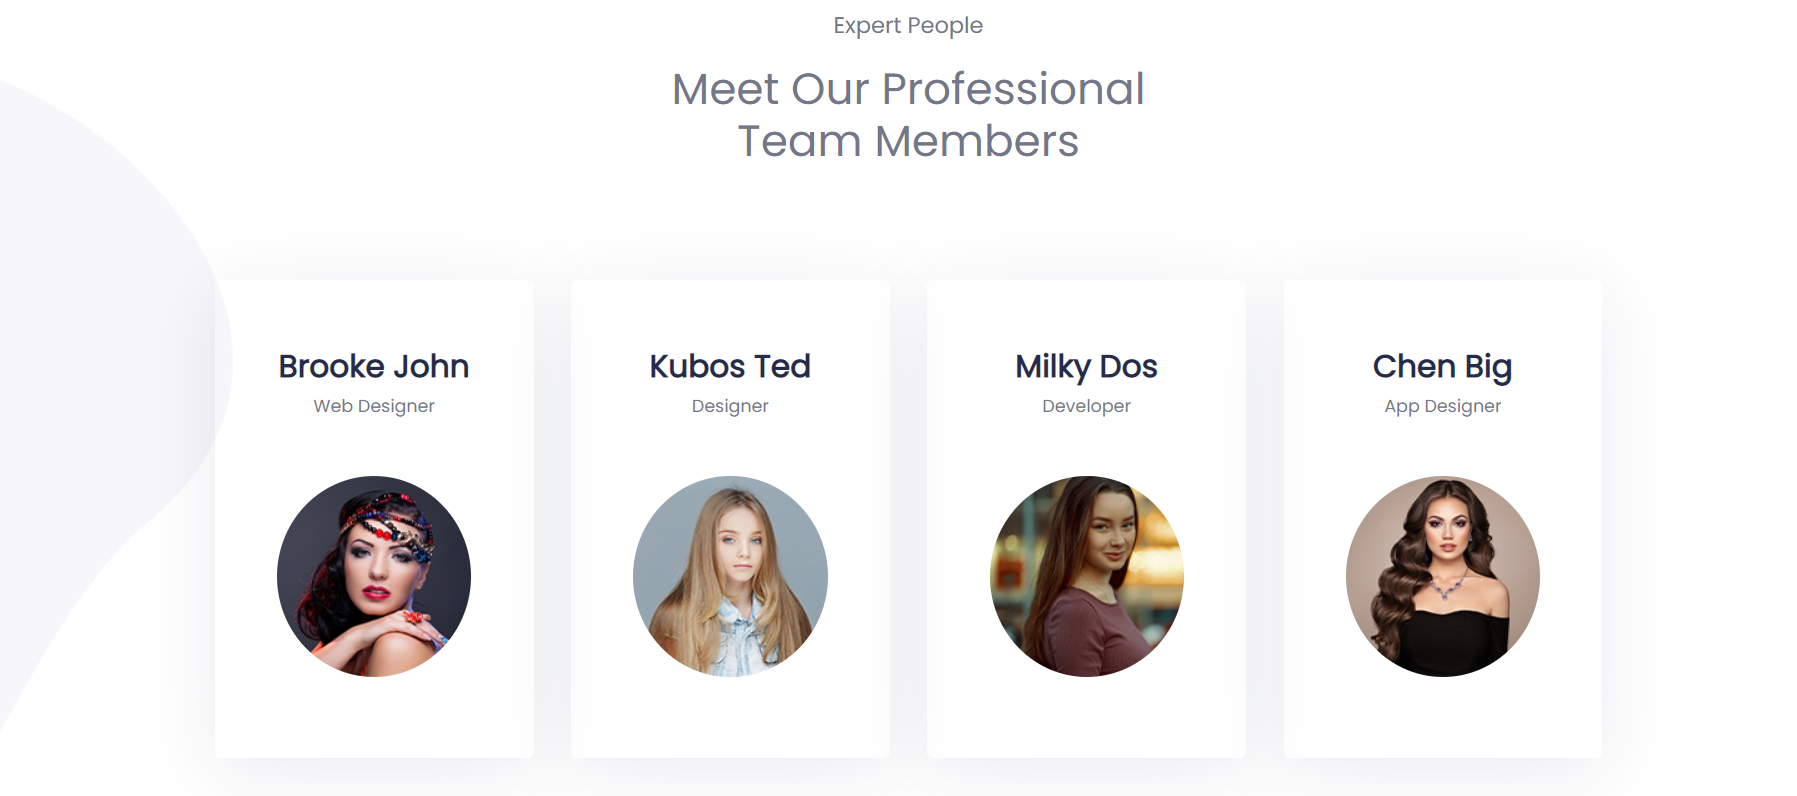 Expert People
Meet Our Professional
Team Members
Brooke John
Web Designer
Kubos Ted
Designer
Milky Dos
Developer
Chen Big
App Designer